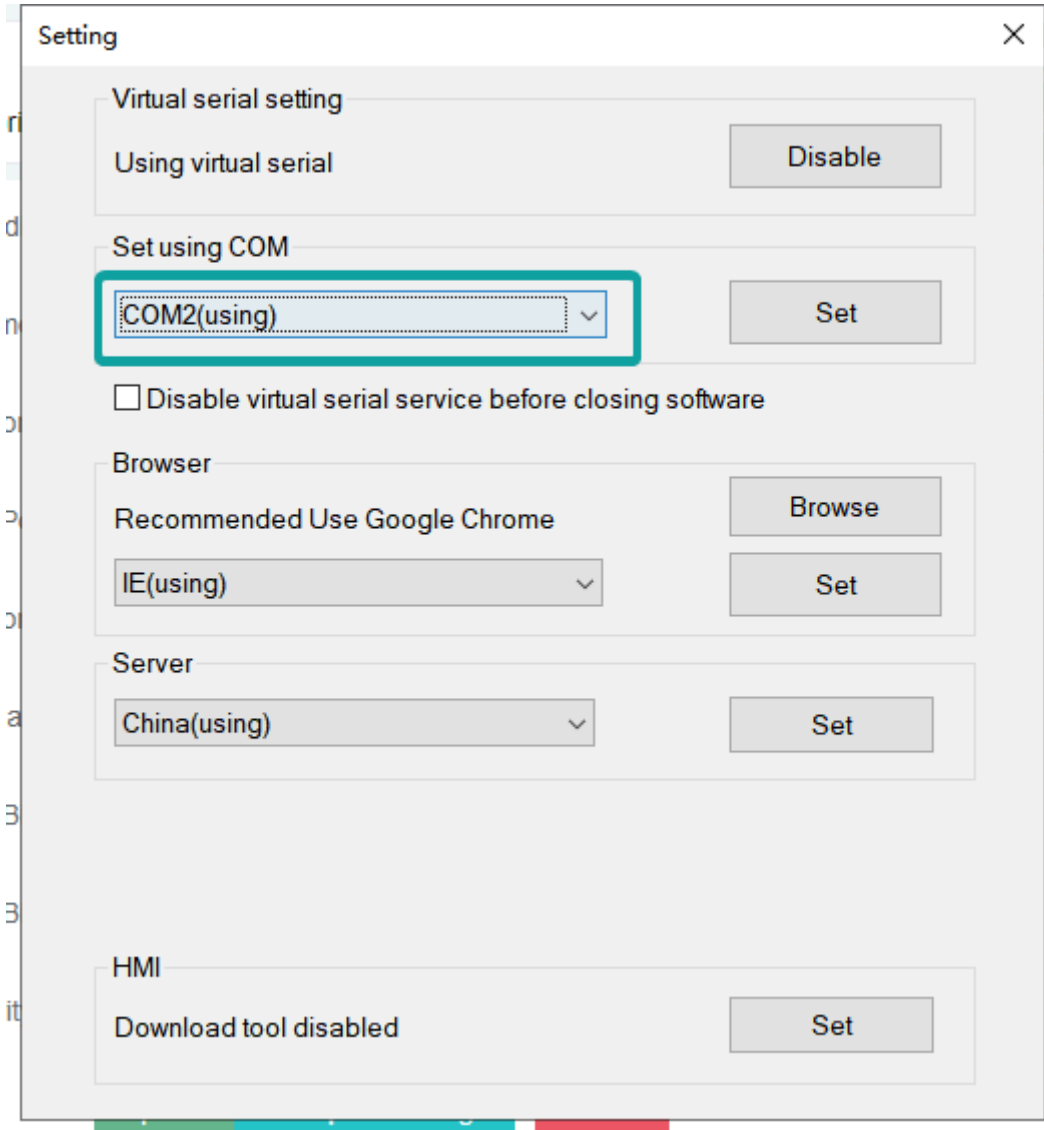 Setting
Virtual serial setting
Using virtual serial
Disable
Set using COM
COM2(using)
Set
Disable virtual serial service before closing software
Browser
Recommended Use Google Chrome
Browse
IE(using)
Set
Server
China(using)
Set
HMI
Download tool disabled
Set